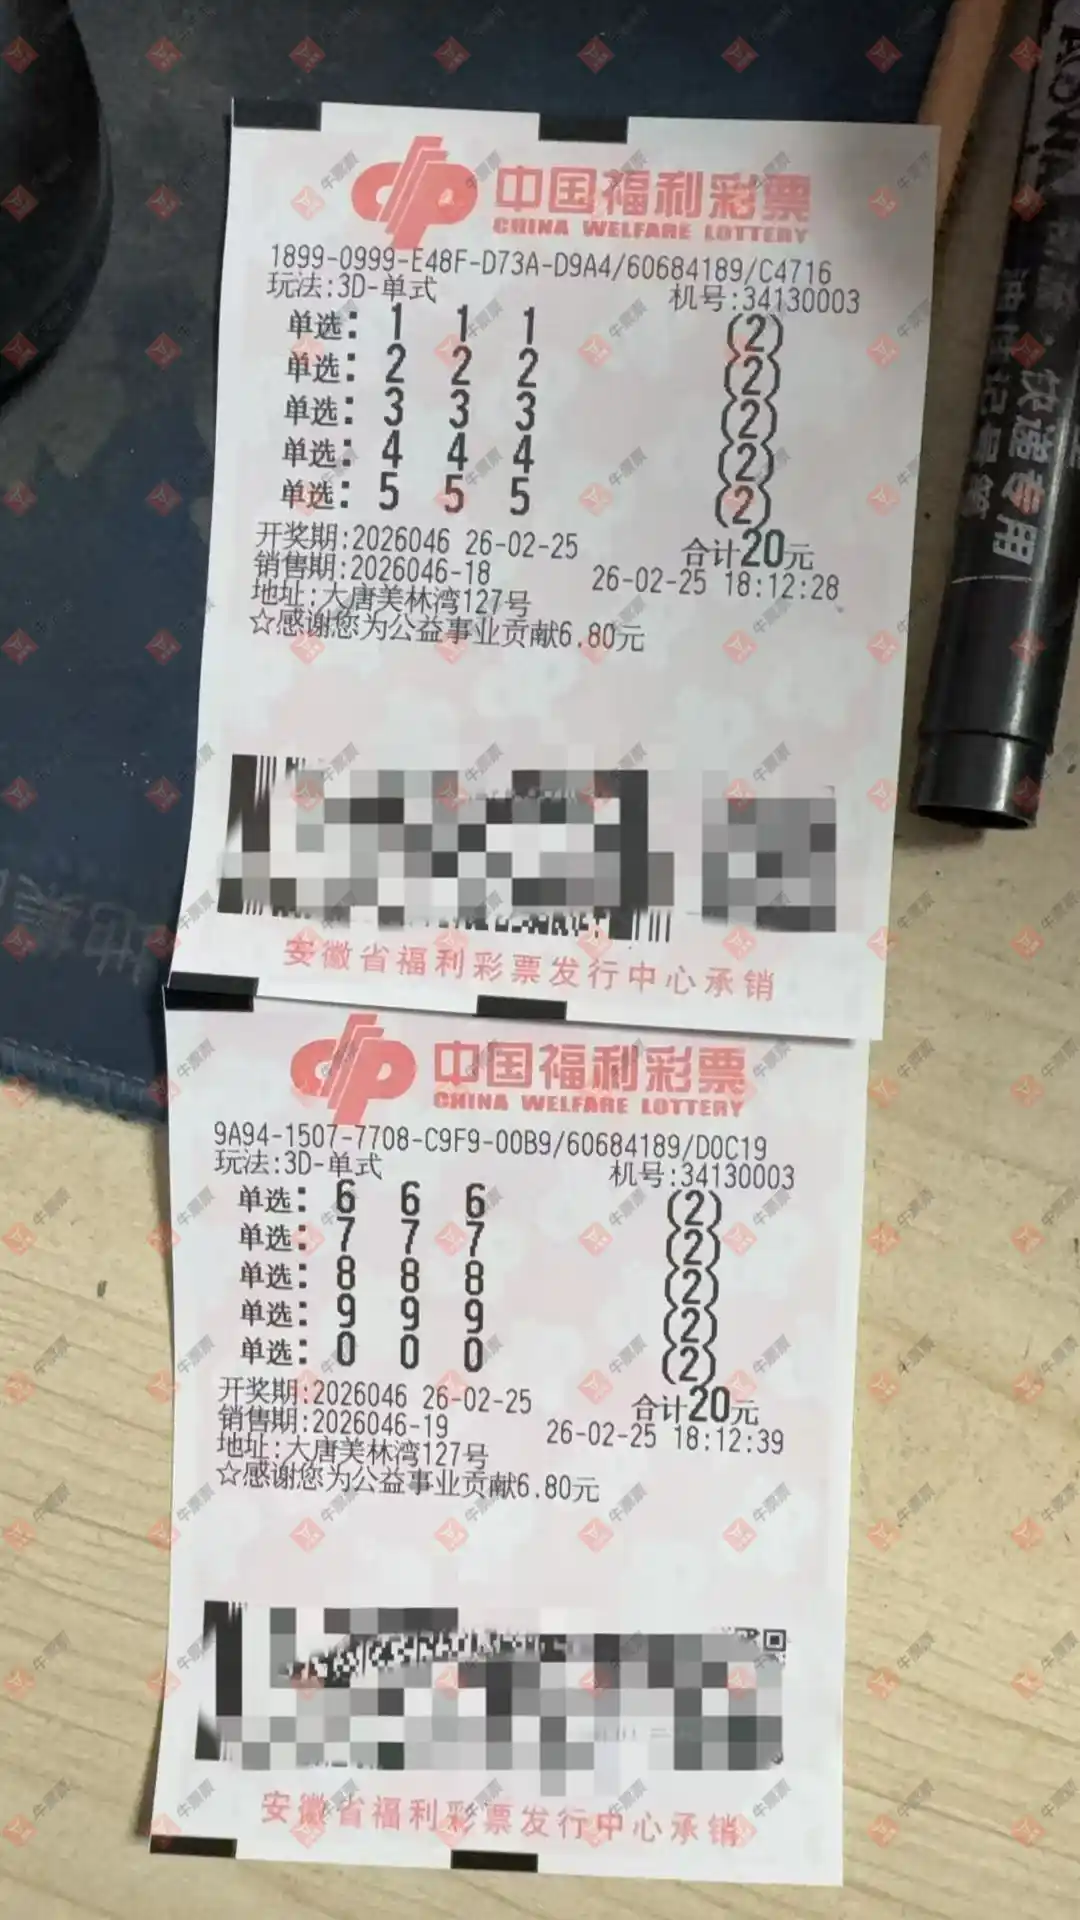 中国福利彩票
CHINA WELFARE LOTTERY
1899-0999-E48F-D73A-D9A4/60684189/C4716
玩法:3D-单式 机号:34130003
单选: 1 1 1 (2)
单选: 2 2 2 (2)
单选: 3 3 3 (2)
单选: 4 4 4 (2)
单选: 5 5 5 (2)
开奖期:2026046 26-02-25 合计20元
销售期:2026046-18 26-02-25 18:12:28
地址:大唐美林湾127号
☆感谢您为公益事业贡献6.80元
安徽省福利彩票发行中心承销
中国福利彩票
CHINA WELFARE LOTTERY
9A94-1507-7708-C9F9-00B9/60684189/D0C19
玩法:3D-单式 机号:34130003
单选: 6 6 6 (2)
单选: 7 7 7 (2)
单选: 8 8 8 (2)
单选: 9 9 9 (2)
单选: 0 0 0 (2)
开奖期:2026046 26-02-25 合计20元
销售期:2026046-19 26-02-25 18:12:39
地址:大唐美林湾127号
☆感谢您为公益事业贡献6.80元
安徽省福利彩票发行中心承销
牛票票